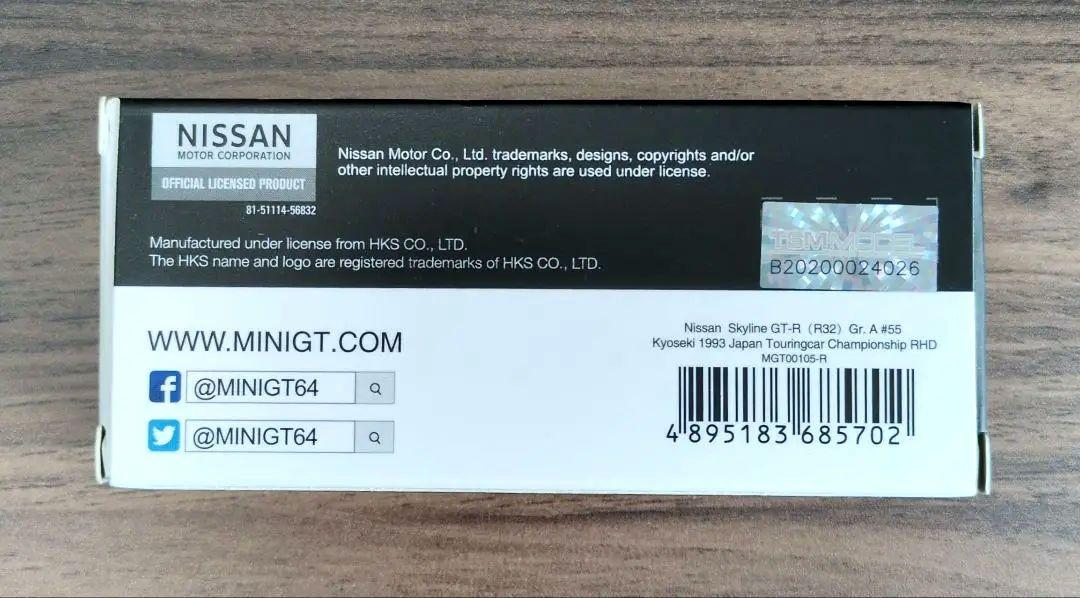 NISSAN
MOTOR CORPORATION
OFFICIAL LICENSED PRODUCT
81-51114-56832
Nissan Motor Co., Ltd. trademarks, designs, copyrights and/or
other intellectual property rights are used under license.
Manufactured under license from HKS CO., LTD.
The HKS name and logo are registered trademarks of HKS CO., LTD.
TSM MODEL
B20200024026
WWW.MINIGT.COM
@MINIGT64
@MINIGT64
Nissan Skyline GT-R (R32) Gr. A #55
Kyoseki 1993 Japan Touringcar Championship RHD
MGT00105-R
4 895183 685702